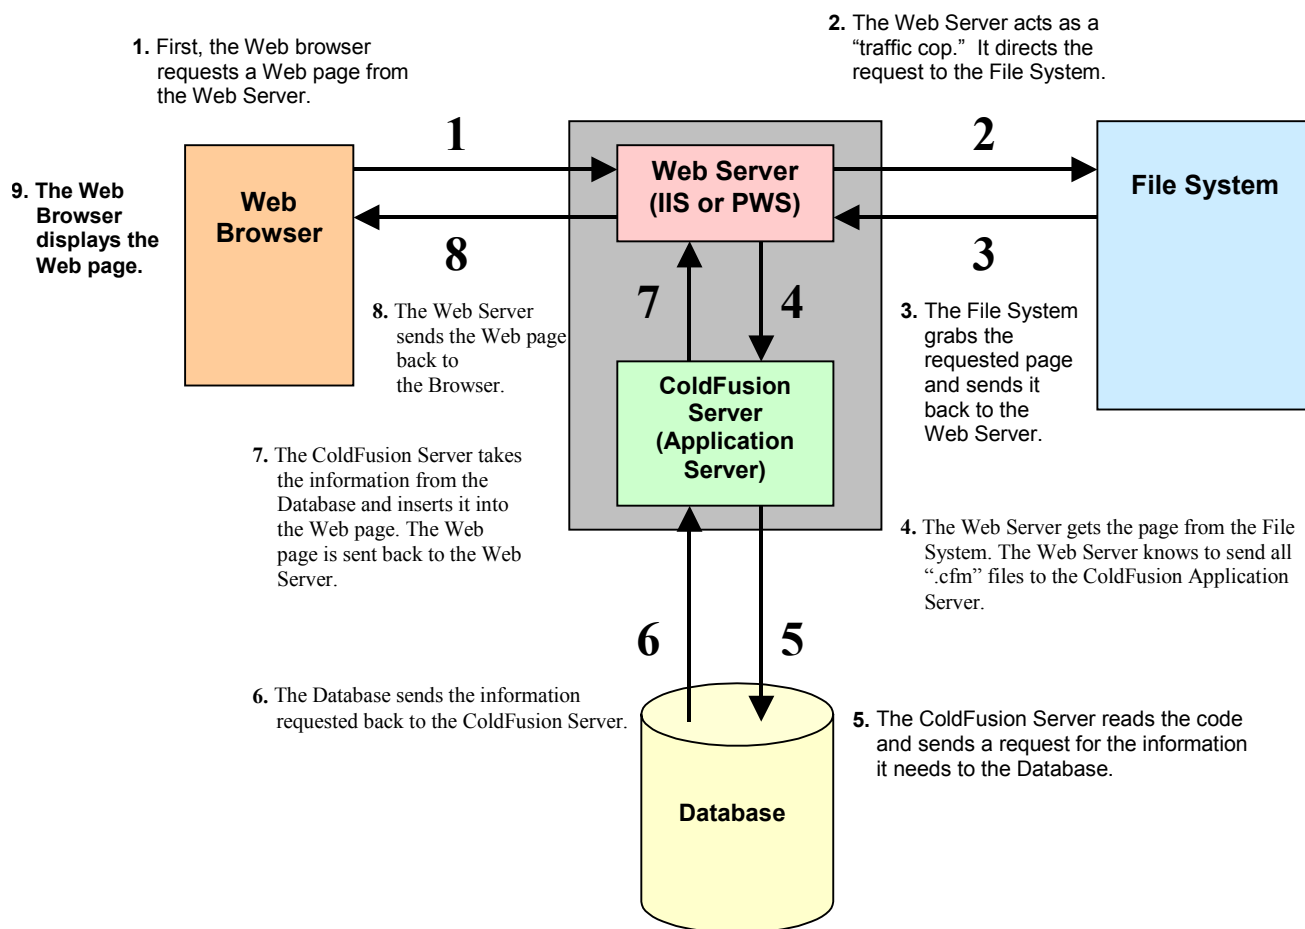 1. First, the Web browser
requests a Web page from
the Web Server.
2. The Web Server acts as a
“traffic cop.” It directs the
request to the File System.
1
2
Web
Browser
Web Server
(IIS or PWS)
File System
9. The Web
Browser
displays the
Web page.
8
3
7
4
8. The Web Server
sends the Web page
back to
the Browser.
3. The File System
grabs the
requested page
and sends it
back to the
Web Server.
ColdFusion
Server
(Application
Server)
7. The ColdFusion Server takes
the information from the
Database and inserts it into
the Web page. The Web
page is sent back to the Web
Server.
4. The Web Server gets the page from the File
System. The Web Server knows to send all
“.cfm” files to the ColdFusion Application
Server.
6
5
6. The Database sends the information
requested back to the ColdFusion Server.
5. The ColdFusion Server reads the code
and sends a request for the information
it needs to the Database.
Database